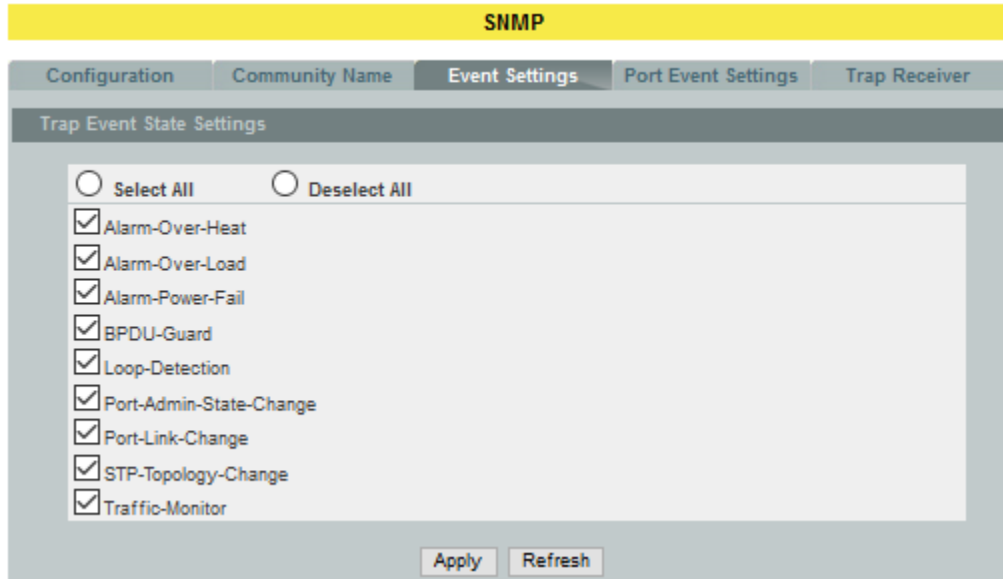 SNMP
Configuration Community Name Event Settings Port Event Settings Trap Receiver
Trap Event State Settings
Select All Deselect All
Alarm-Over-Heat
Alarm-Over-Load
Alarm-Power-Fail
BPDU-Guard
Loop-Detection
Port-Admin-State-Change
Port-Link-Change
STP-Topology-Change
Traffic-Monitor
Apply Refresh